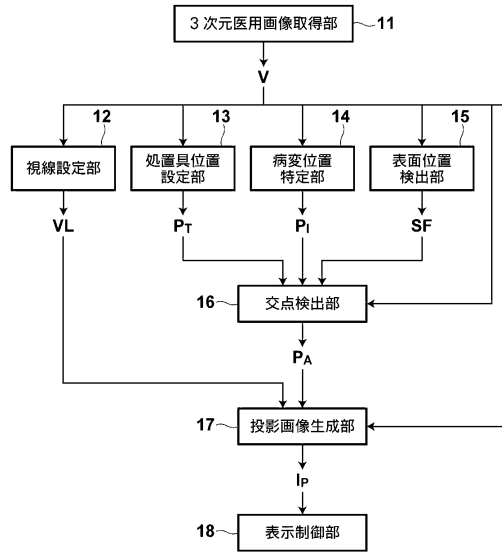 3次元医用画像取得部
11
V
12
13
14
15
視線設定部
処置具位置
設定部
病変位置
特定部
表面位置
検出部
VL
PT
PI
SF
16
交点検出部
PA
17
投影画像生成部
IP
18
表示制御部